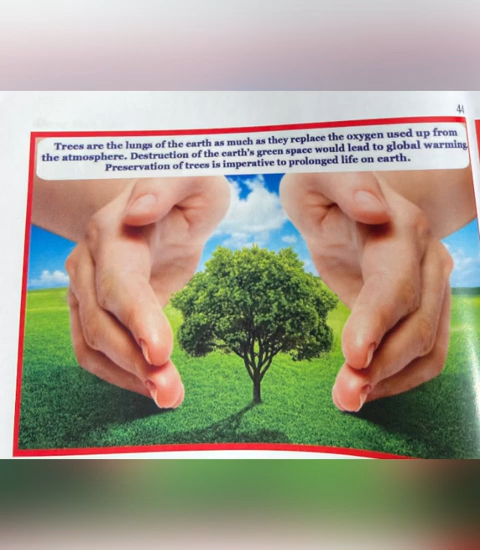 44
Trees are the lungs of the earth as much as they replace the oxygen used up from
the atmosphere. Destruction of the earth's green space would lead to global warming.
Preservation of trees is imperative to prolonged life on earth.